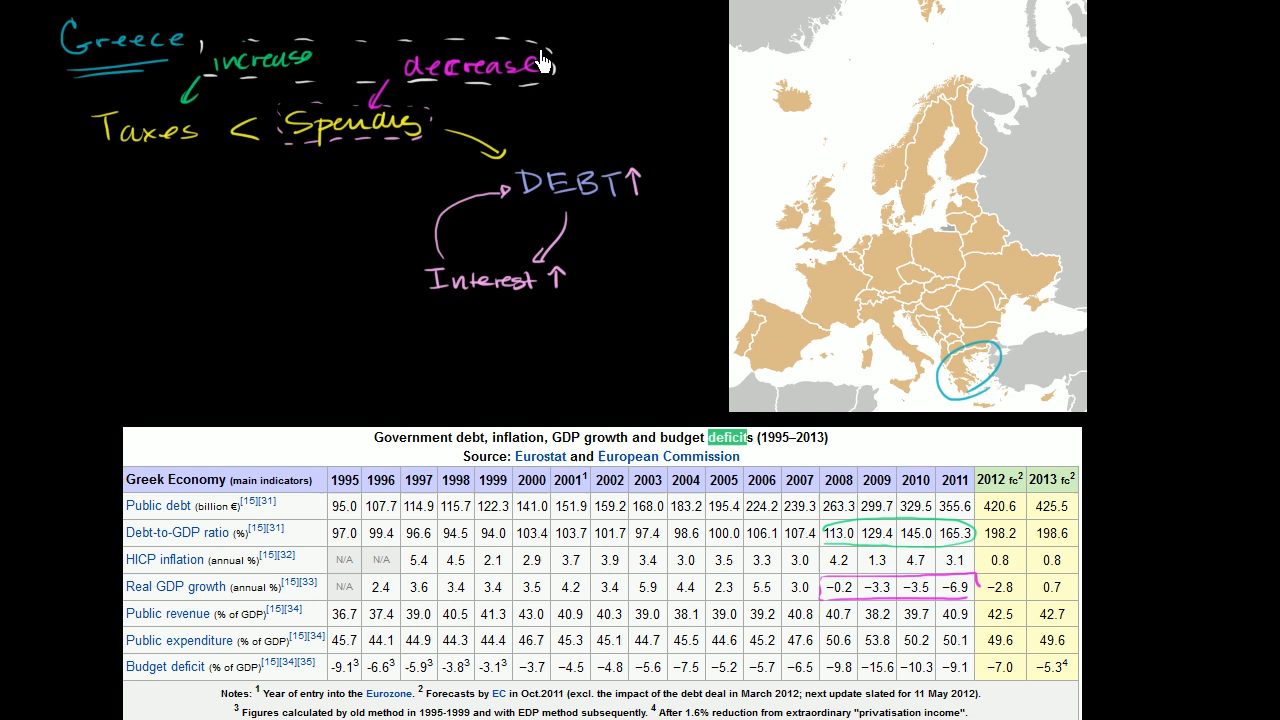 Greece
increase
decrease
Taxes < Spending
DEBT↑
Interest ↑
Government debt, inflation, GDP growth and budget deficits (1995–2013)
Source: Eurostat and European Commission
Greek Economy (main indicators) 1995 1996 1997 1998 1999 2000 2001¹ 2002 2003 2004 2005 2006 2007 2008 2009 2010 2011 2012 fc² 2013 fc²
Public debt (billion €)[15][31] 95.0 107.7 114.9 115.7 122.3 141.0 151.9 159.2 168.0 183.2 195.4 224.2 239.3 263.3 299.7 329.5 355.6 420.6 425.5
Debt-to-GDP ratio (%)[15][31] 97.0 99.4 96.6 94.5 94.0 103.4 103.7 101.7 97.4 98.6 100.0 106.1 107.4 113.0 129.4 145.0 165.3 198.2 198.6
HICP inflation (annual %)[15][32] N/A N/A 5.4 4.5 2.1 2.9 3.7 3.9 3.4 3.0 3.5 3.3 3.0 4.2 1.3 4.7 3.1 0.8 0.8
Real GDP growth (annual %)[15][33] N/A 2.4 3.6 3.4 3.4 3.5 4.2 3.4 5.9 4.4 2.3 5.5 3.0 −0.2 −3.3 −3.5 −6.9 −2.8 0.7
Public revenue (% of GDP)[15][34] 36.7 37.4 39.0 40.5 41.3 43.0 40.9 40.3 39.0 38.1 39.0 39.2 40.8 40.7 38.2 39.7 40.9 42.5 42.7
Public expenditure (% of GDP)[15][34] 45.7 44.1 44.9 44.3 44.4 46.7 45.3 45.1 44.7 45.5 44.6 45.2 47.6 50.6 53.8 50.2 50.1 49.6 49.6
Budget deficit (% of GDP)[15][34][35] -9.1³ -6.6³ -5.9³ -3.8³ -3.1³ −3.7 −4.5 −4.8 −5.6 −7.5 −5.2 −5.7 −6.5 −9.8 −15.6 −10.3 −9.1 −7.0 −5.3⁴
Notes: ¹ Year of entry into the Eurozone. ² Forecasts by EC in Oct.2011 (excl. the impact of the debt deal in March 2012; next update slated for 11 May 2012).
³ Figures calculated by old method in 1995-1999 and with EDP method subsequently. ⁴ After 1.6% reduction from extraordinary "privatisation income".